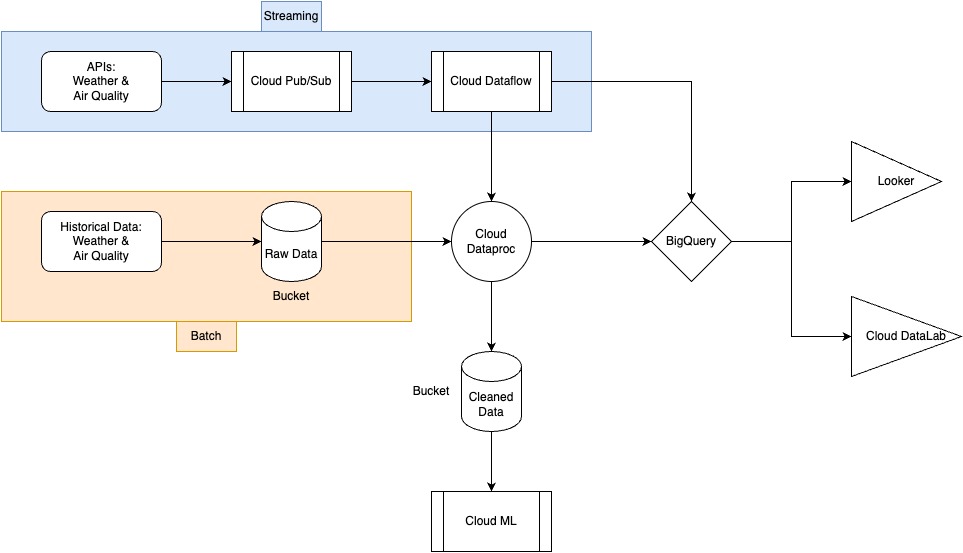 Streaming
APIs:
Weather &
Air Quality
Cloud Pub/Sub
Cloud Dataflow
Historical Data:
Weather &
Air Quality
Raw Data
Bucket
Batch
Cloud
Dataproc
BigQuery
Looker
Cloud DataLab
Bucket
Cleaned
Data
Cloud ML